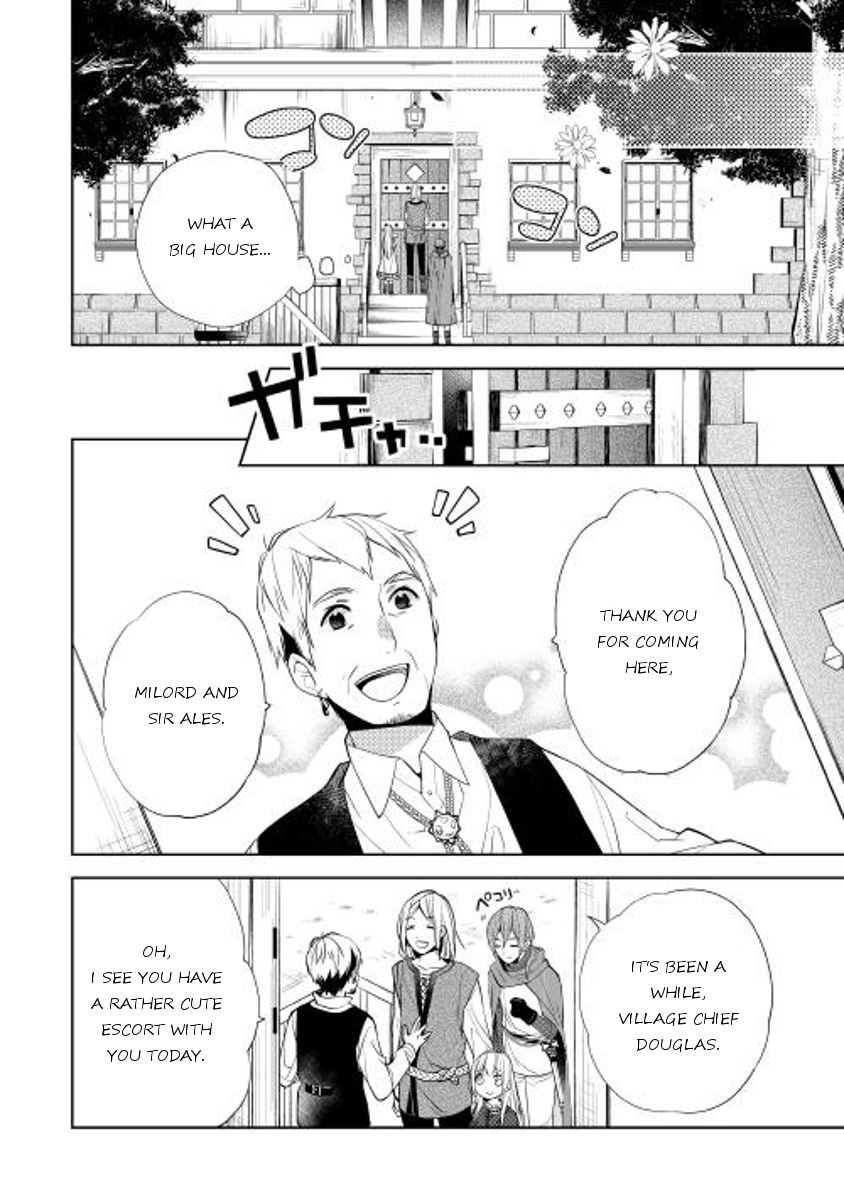 コン
コン
WHAT A
BIG HOUSE...
ガチャ‥
THANK YOU
FOR COMING
HERE,
MILORD AND
SIR ALES.
ペコリ
IT'S BEEN A
WHILE,
VILLAGE CHIEF
DOUGLAS.
OH,
I SEE YOU HAVE
A RATHER CUTE
ESCORT WITH
YOU TODAY.